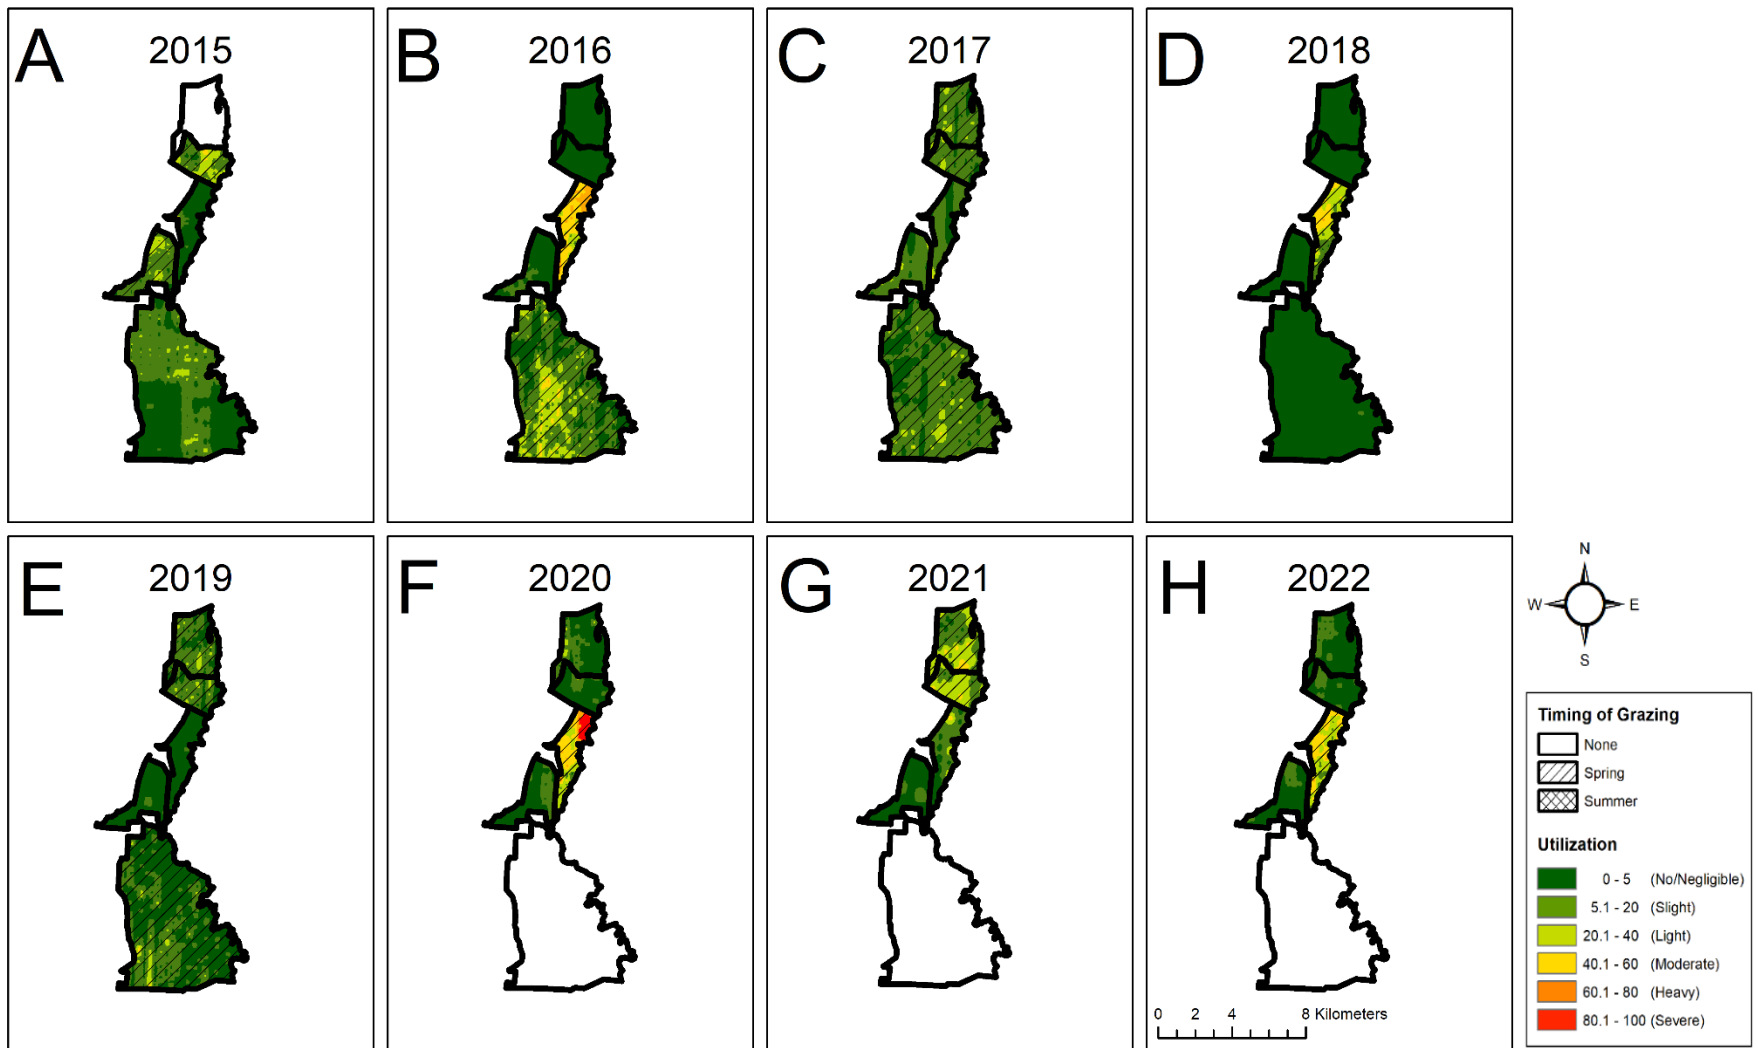 A
2015
B
2016
C
2017
D
2018
E
2019
F
2020
G
2021
H
2022
N
W
E
S
Timing of Grazing
None
Spring
Summer
Utilization
0 - 5 (No/Negligible)
5.1 - 20 (Slight)
20.1 - 40 (Light)
40.1 - 60 (Moderate)
60.1 - 80 (Heavy)
80.1 - 100 (Severe)
0 2 4 8 Kilometers